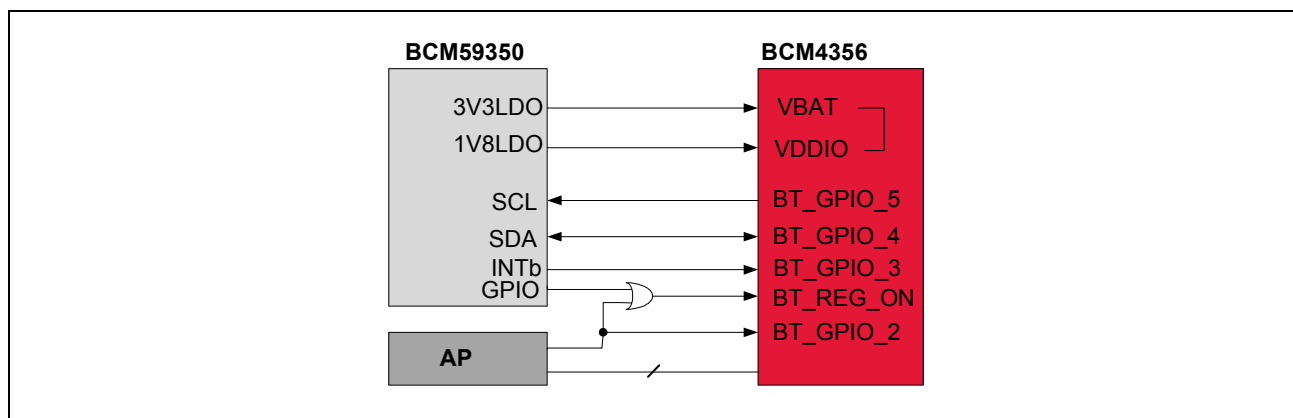 BCM59350 BCM4356
3V3LDO VBAT
1V8LDO VDDIO
SCL BT_GPIO_5
SDA BT_GPIO_4
INTb BT_GPIO_3
GPIO BT_REG_ON
BT_GPIO_2
AP